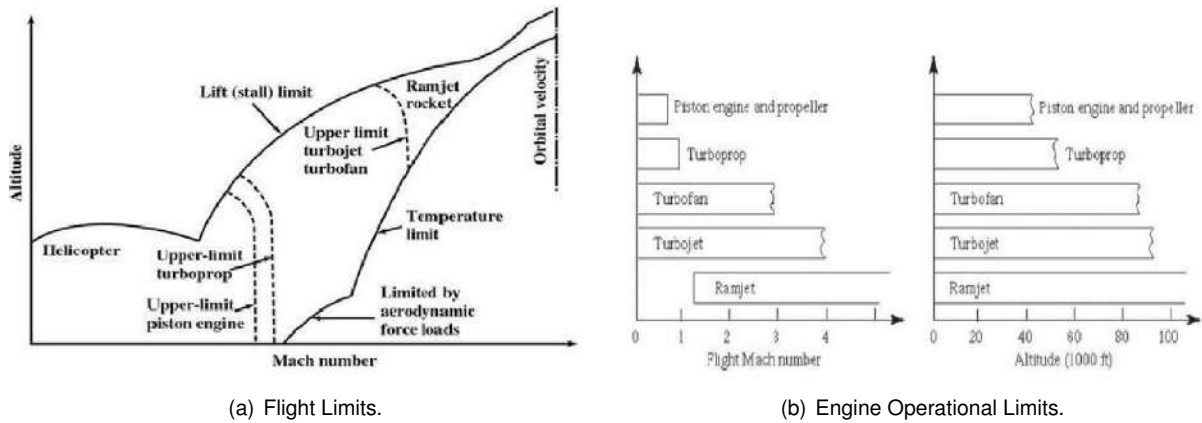 Altitude
Lift (stall) limit
Ramjet
rocket
Upper limit
turbojet
turbofan
Orbital velocity
Temperature
limit
Helicopter
Upper-limit
turboprop
Upper-limit
piston engine
Limited by
aerodynamic
force loads
Mach number
(a) Flight Limits.
Piston engine and propeller
Turboprop
Turbofan
Turbojet
Ramjet
0 1 2 3 4
Flight Mach number
Piston engine and propeller
Turboprop
Turbofan
Turbojet
Ramjet
0 20 40 60 80 100
Altitude (1000 ft)
(b) Engine Operational Limits.